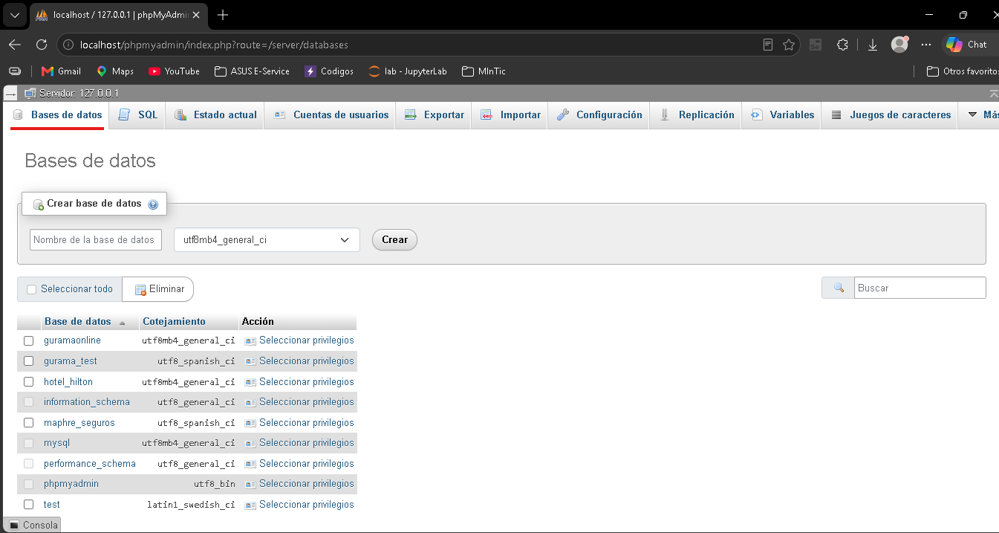 localhost / 127.0.0.1 | phpMyAdmi
localhost/phpmyadmin/index.php?route=/server/databases
Chat
Gmail Maps YouTube ASUS E-Service Codigos lab - JupyterLab MInTic Otros favoritos
Servidor: 127.0.0.1
Bases de datos SQL Estado actual Cuentas de usuarios Exportar Importar Configuración Replicación Variables Juegos de caracteres Más
Bases de datos
Crear base de datos
Nombre de la base de datos utf8mb4_general_ci Crear
Seleccionar todo Eliminar Buscar
Base de datos Cotejamiento Acción
guramaonline utf8mb4_general_ci Seleccionar privilegios
gurama_test utf8_spanish_ci Seleccionar privilegios
hotel_hilton utf8mb4_general_ci Seleccionar privilegios
information_schema utf8_general_ci Seleccionar privilegios
maphre_seguros utf8_spanish_ci Seleccionar privilegios
mysql utf8mb4_general_ci Seleccionar privilegios
performance_schema utf8_general_ci Seleccionar privilegios
phpmyadmin utf8_bin Seleccionar privilegios
test latin1_swedish_ci Seleccionar privilegios
Consola